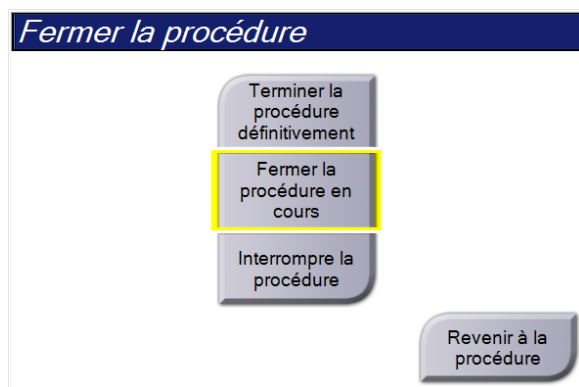 Fermer la procédure
Terminer la
procédure
définitivement
Fermer la
procédure en
cours
Interrompre la
procédure
Revenir à la
procédure